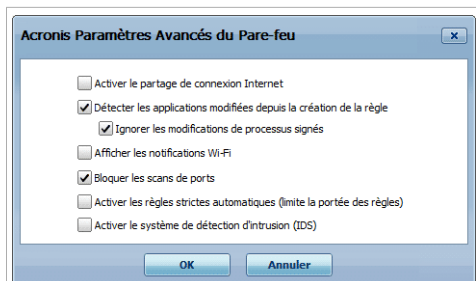 Acronis Paramètres Avancés du Pare-feu
Activer le partage de connexion Internet
Détecter les applications modifiées depuis la création de la règle
Ignorer les modifications de processus signés
Afficher les notifications Wi-Fi
Bloquer les scans de ports
Activer les règles strictes automatiques (limite la portée des règles)
Activer le système de détection d'intrusion (IDS)
OK
Annuler